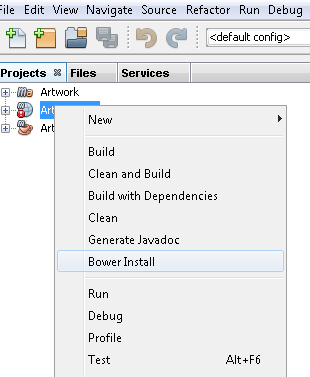 File Edit View Navigate Source Refactor Run Debug
<default config>
Projects Files Services
Artwork
Art
Art
New
Build
Clean and Build
Build with Dependencies
Clean
Generate Javadoc
Bower Install
Run
Debug
Profile
Test Alt+F6